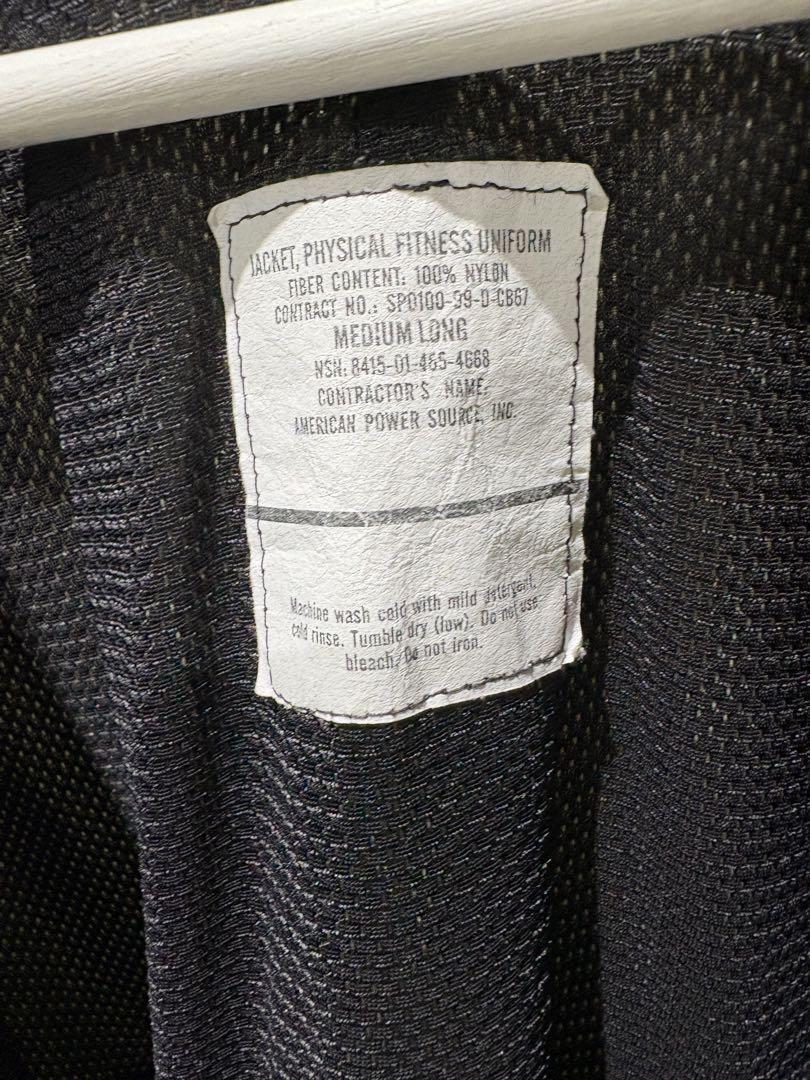 JACKET, PHYSICAL FITNESS UNIFORM
FIBER CONTENT: 100% NYLON
CONTRACT NO.: SPO100-99-D-CB67
MEDIUM LONG
NSN: 8415-01-465-4668
CONTRACTOR'S NAME:
AMERICAN POWER SOURCE, INC.
Machine wash cold with mild detergent,
cold rinse. Tumble dry (low). Do not use
bleach. Do not iron.